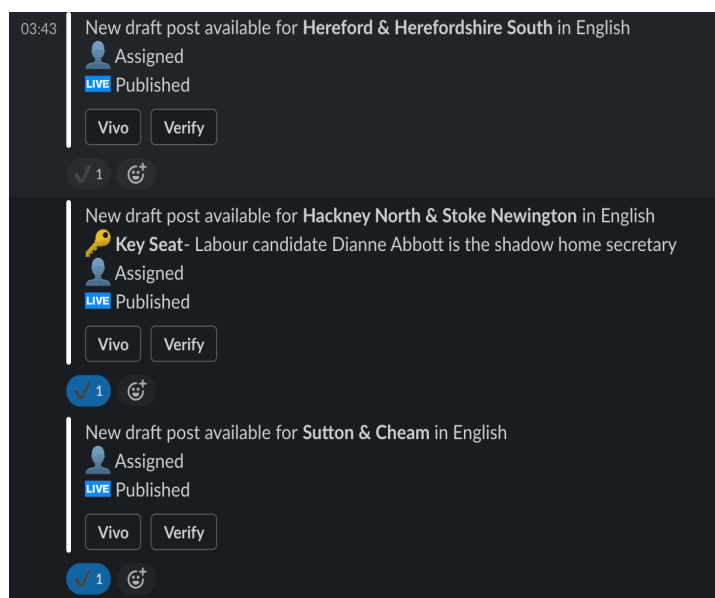 03:43 New draft post available for Hereford & Herefordshire South in English
Assigned
LIVE Published
Vivo Verify
1
New draft post available for Hackney North & Stoke Newington in English
Key Seat- Labour candidate Dianne Abbott is the shadow home secretary
Assigned
LIVE Published
Vivo Verify
1
New draft post available for Sutton & Cheam in English
Assigned
LIVE Published
Vivo Verify
1